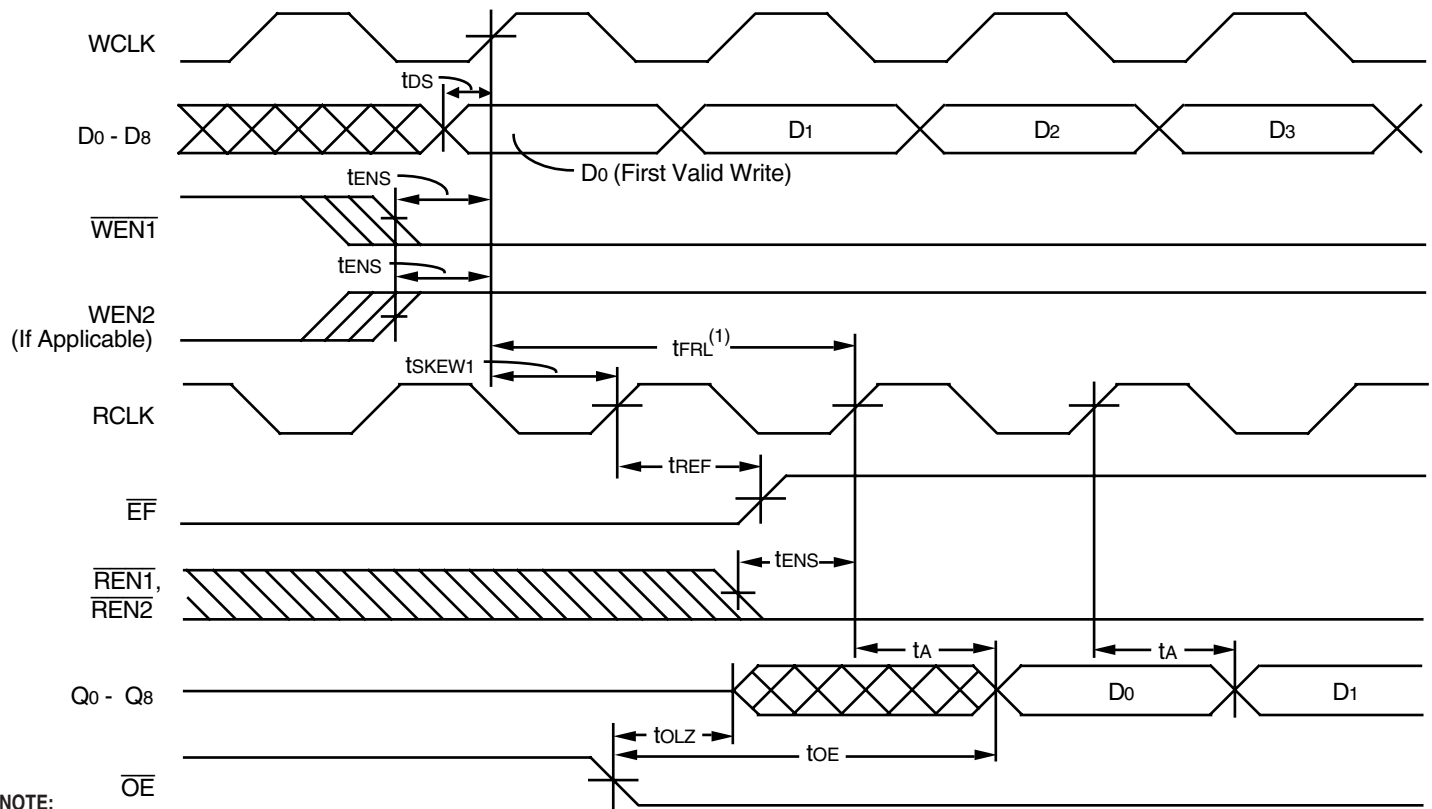 WCLK
tDS
D0 - D8
D1
D2
D3
D0 (First Valid Write)
tENS
WEN1
tENS
WEN2
(If Applicable)
tFRL(1)
tSKEW1
RCLK
tREF
EF
tENS
REN1,
REN2
tA
tA
Q0 - Q8
D0
D1
tOLZ
tOE
OE
NOTE: